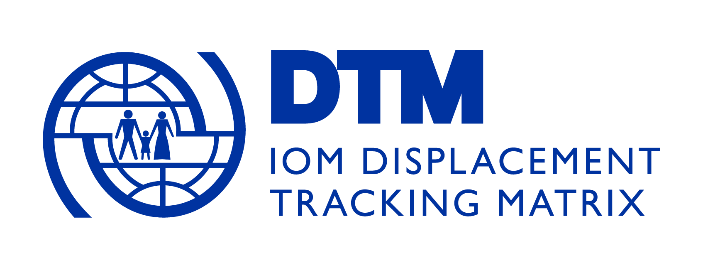 DTM
IOM DISPLACEMENT
TRACKING MATRIX